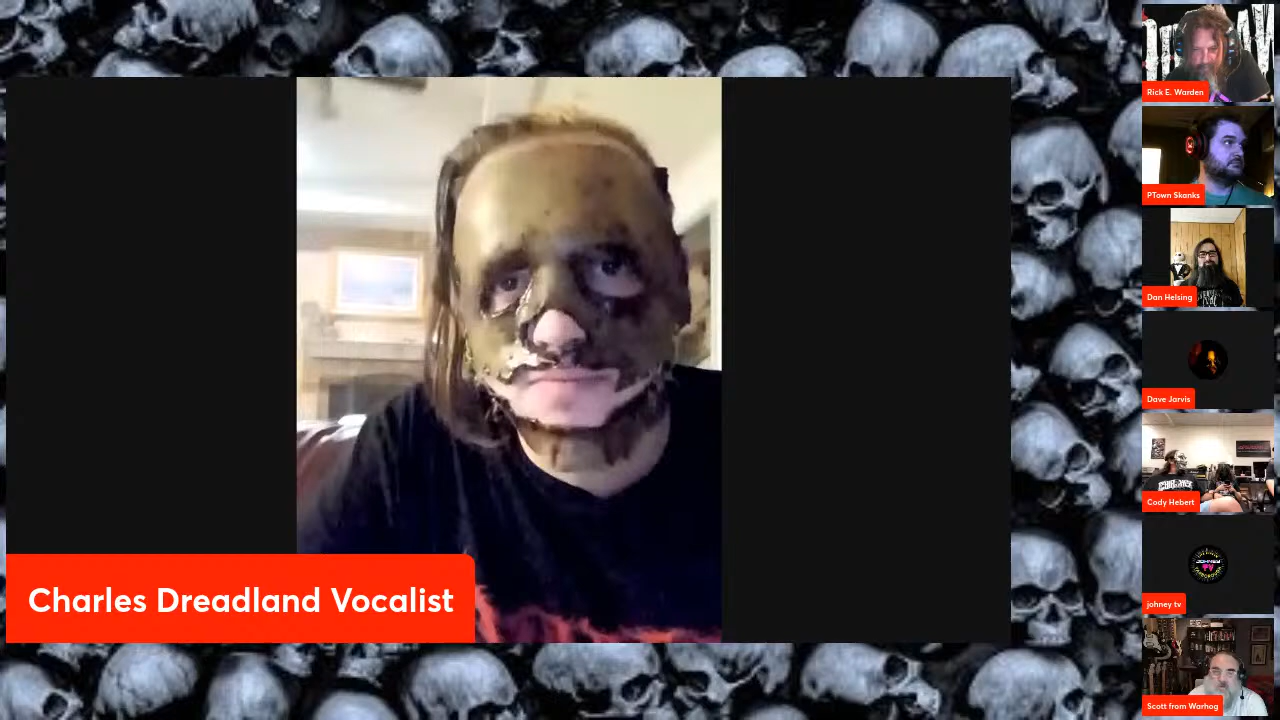 Charles Dreadland Vocalist
Rick E. Warden
PTown Skanks
Dan Helsing
Dave Jarvis
Cody Hebert
johney tv
Scott from Warhog